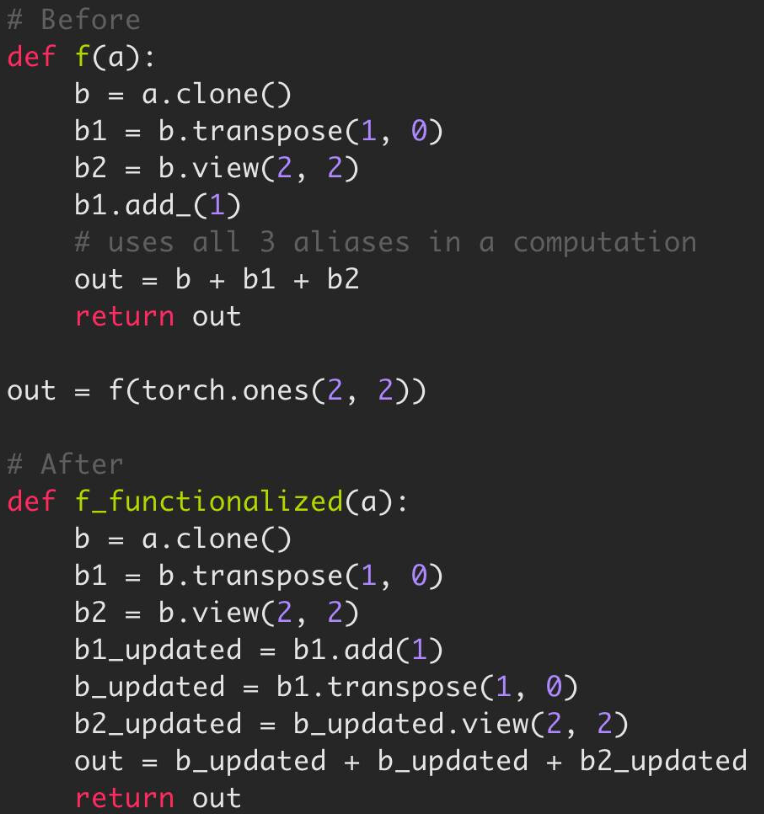 # Before
def f(a):
    b = a.clone()
    b1 = b.transpose(1, 0)
    b2 = b.view(2, 2)
    b1.add_(1)
    # uses all 3 aliases in a computation
    out = b + b1 + b2
    return out

out = f(torch.ones(2, 2))

# After
def f_functionalized(a):
    b = a.clone()
    b1 = b.transpose(1, 0)
    b2 = b.view(2, 2)
    b1_updated = b1.add(1)
    b_updated = b1.transpose(1, 0)
    b2_updated = b_updated.view(2, 2)
    out = b_updated + b_updated + b2_updated
    return out